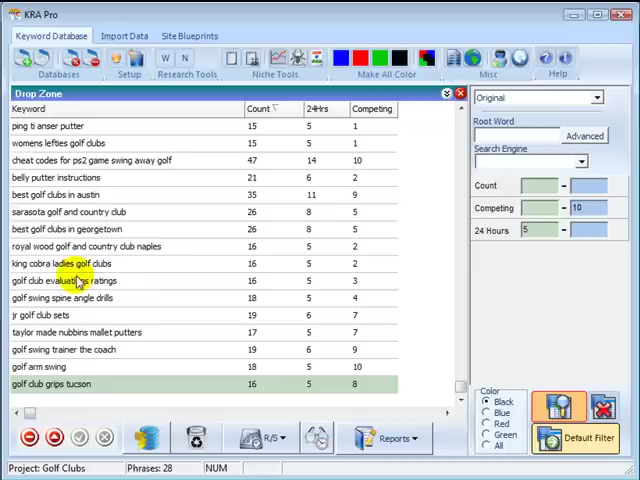 KRA Pro
Keyword Database Import Data Site Blueprints
W N
Databases Setup Research Tools Niche Tools Make All Color Misc Help
Drop Zone
Keyword Count 24Hrs Competing
ping ti anser putter 15 5 1
womens lefties golf clubs 15 5 1
cheat codes for ps2 game swing away golf 47 14 10
belly putter instructions 21 6 2
best golf clubs in austin 35 11 9
sarasota golf and country club 26 8 5
best golf clubs in georgetown 26 8 5
royal wood golf and country club naples 16 5 2
king cobra ladies golf clubs 16 5 2
golf club evaluations ratings 16 5 3
golf swing spine angle drills 18 5 4
jr golf club sets 19 6 7
taylor made nubbins mallet putters 17 5 7
golf swing trainer the coach 19 6 9
golf arm swing 18 5 10
golf club grips tucson 16 5 8
Original
Root Word
Advanced
Search Engine
Count -
Competing - 10
24 Hours 5 -
Color
Black
Blue
Red
Green
All
Default Filter
R/S Reports
Project: Golf Clubs Phrases: 28 NUM